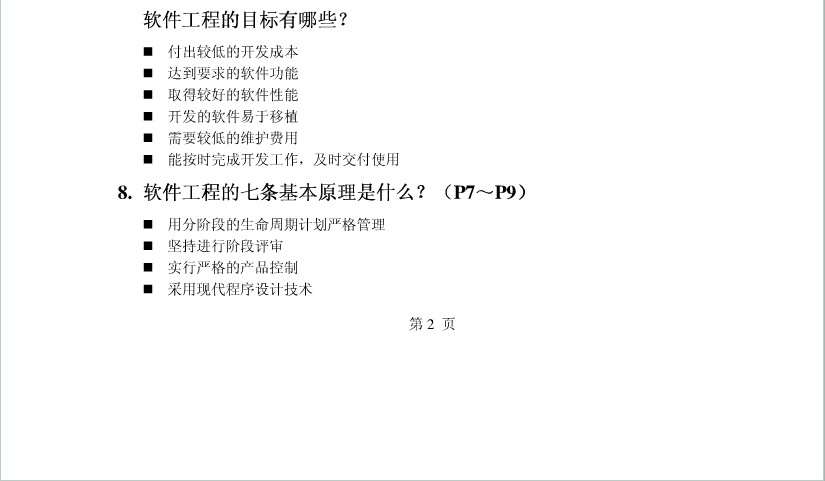 软件工程的目标有哪些？
■ 付出较低的开发成本
■ 达到要求的软件功能
■ 取得较好的软件性能
■ 开发的软件易于移植
■ 需要较低的维护费用
■ 能按时完成开发工作，及时交付使用
8. 软件工程的七条基本原理是什么？（P7～P9）
■ 用分阶段的生命周期计划严格管理
■ 坚持进行阶段评审
■ 实行严格的产品控制
■ 采用现代程序设计技术
第 2 页